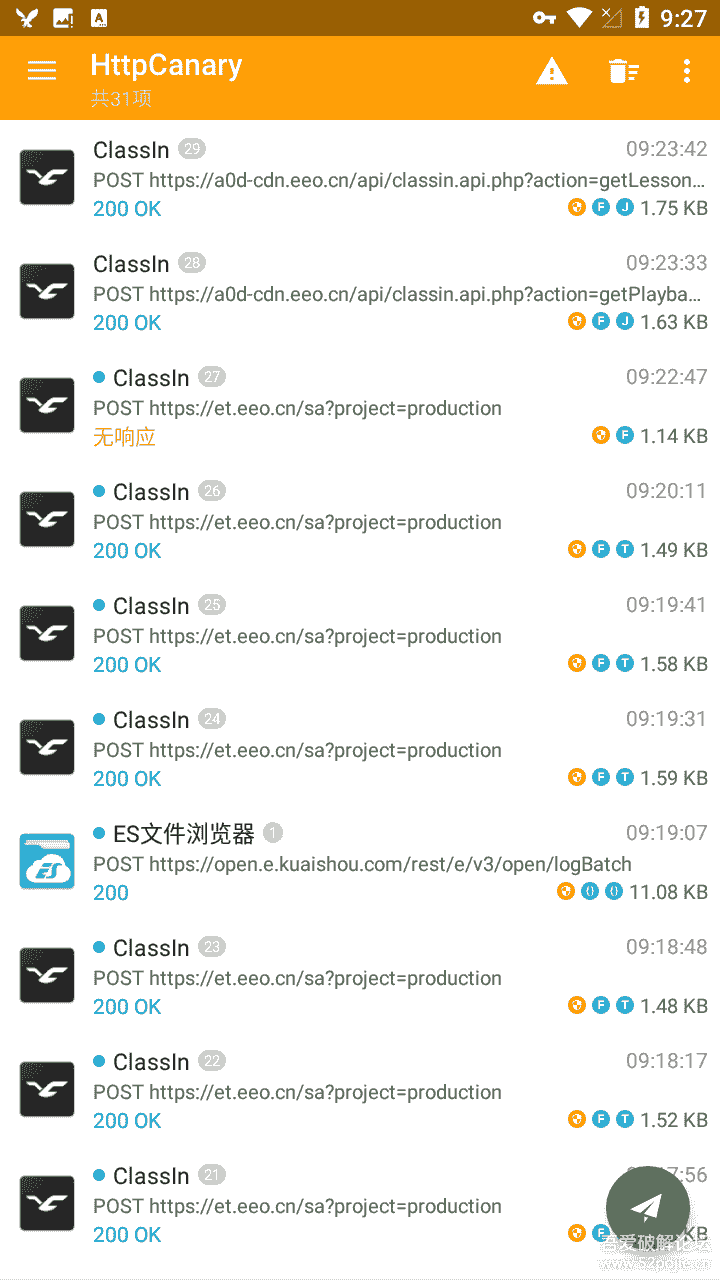 9:27
HttpCanary
共31项
ClassIn 29 09:23:42
POST https://a0d-cdn.eeo.cn/api/classin.api.php?action=getLesson…
200 OK F J 1.75 KB
ClassIn 28 09:23:33
POST https://a0d-cdn.eeo.cn/api/classin.api.php?action=getPlayba…
200 OK F J 1.63 KB
ClassIn 27 09:22:47
POST https://et.eeo.cn/sa?project=production
无响应 F 1.14 KB
ClassIn 26 09:20:11
POST https://et.eeo.cn/sa?project=production
200 OK F T 1.49 KB
ClassIn 25 09:19:41
POST https://et.eeo.cn/sa?project=production
200 OK F T 1.58 KB
ClassIn 24 09:19:31
POST https://et.eeo.cn/sa?project=production
200 OK F T 1.59 KB
ES文件浏览器 1 09:19:07
POST https://open.e.kuaishou.com/rest/e/v3/open/logBatch
200 {} {} 11.08 KB
ClassIn 23 09:18:48
POST https://et.eeo.cn/sa?project=production
200 OK F T 1.48 KB
ClassIn 22 09:18:17
POST https://et.eeo.cn/sa?project=production
200 OK F T 1.52 KB
ClassIn 21 7:56
POST https://et.eeo.cn/sa?project=production
200 OK F KB
吾爱破解论坛
www.52pojie.cn